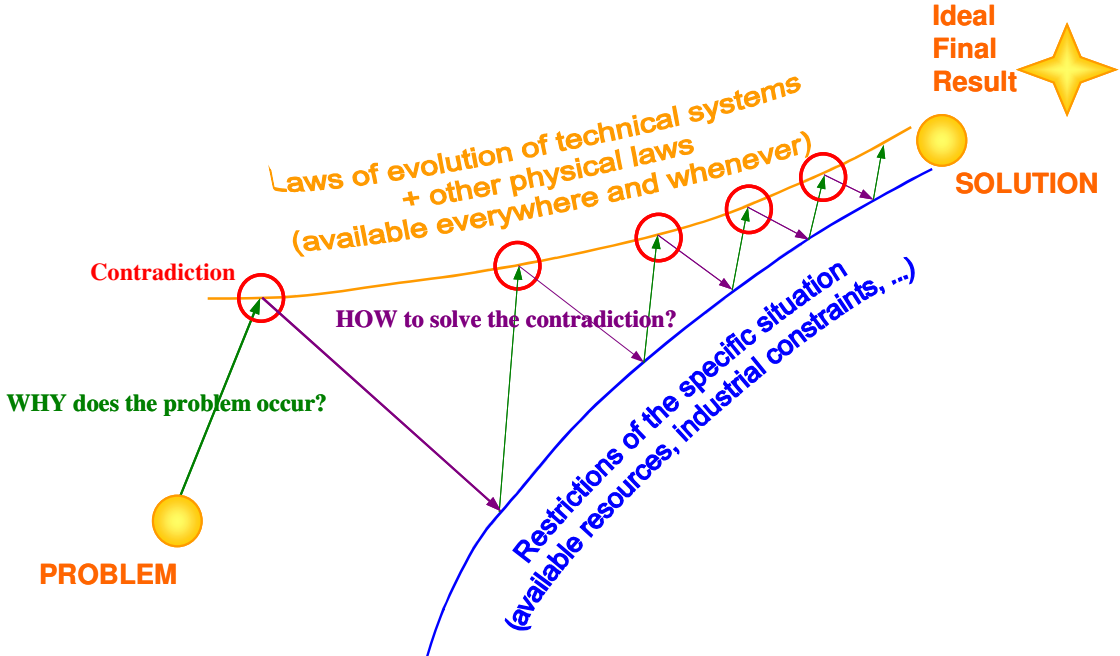 Ideal
Final
Result
Laws of evolution of technical systems
+ other physical laws
(available everywhere and whenever)
SOLUTION
Contradiction
HOW to solve the contradiction?
WHY does the problem occur?
Restrictions of the specific situation
(available resources, industrial constraints, ...)
PROBLEM